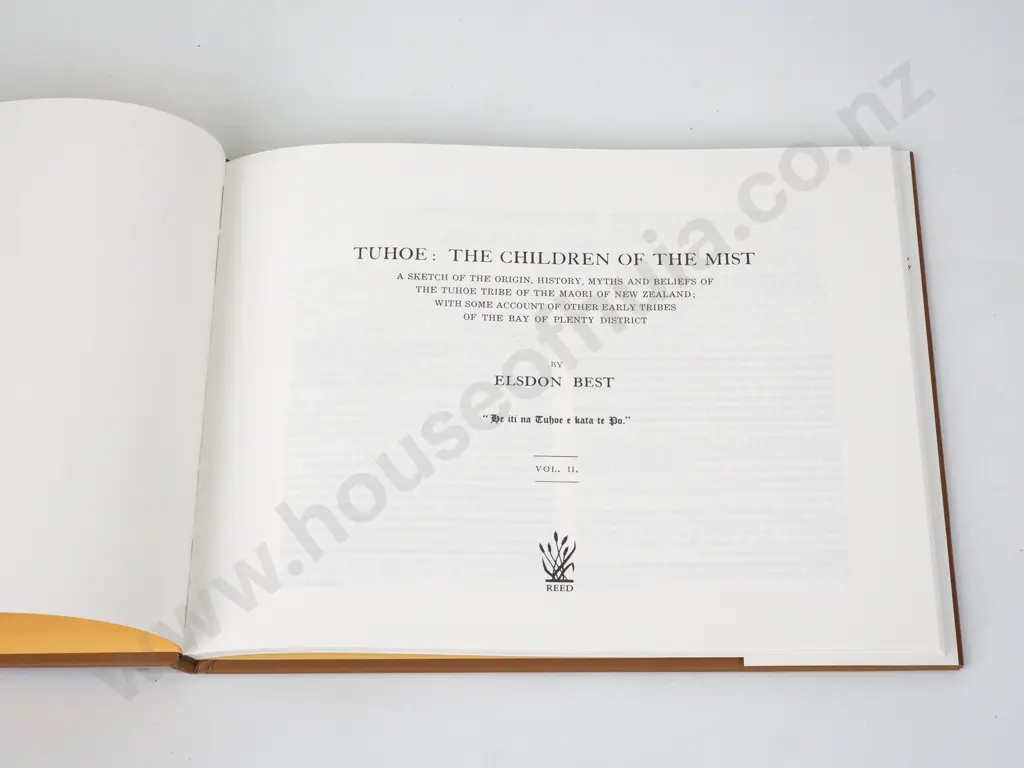 TUHOE: THE CHILDREN OF THE MIST
A SKETCH OF THE ORIGIN, HISTORY, MYTHS AND BELIEFS OF
THE TUHOE TRIBE OF THE MAORI OF NEW ZEALAND;
WITH SOME ACCOUNT OF OTHER EARLY TRIBES
OF THE BAY OF PLENTY DISTRICT
BY
ELSDON BEST
"He iti na Tuhoe e kata te Po."
VOL. II.
REED
www.houseofnjia.co.nz